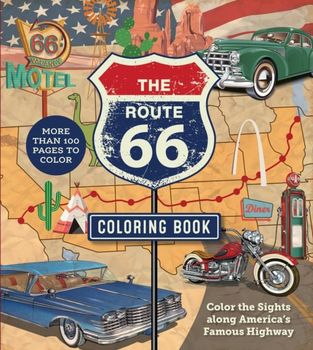 66
VACANCY
MOTEL
THE
ROUTE
66
MORE
THAN 100
PAGES TO
COLOR
COLORING BOOK
Diner
Color the Sights
along America's
Famous Highway